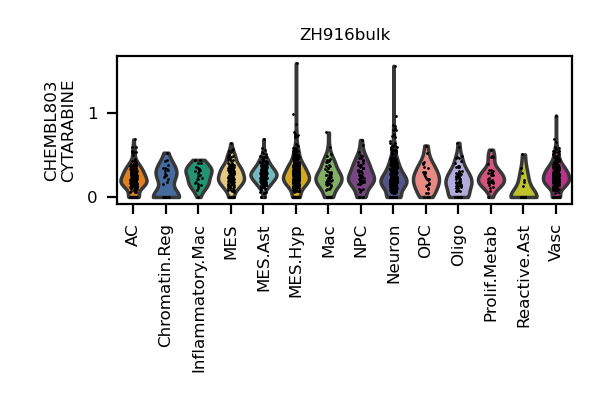 ZH916bulk
CHEMBL803
CYTARABINE
1
0
AC
Chromatin.Reg
Inflammatory.Mac
MES
MES.Ast
MES.Hyp
Mac
NPC
Neuron
OPC
Oligo
Prolif.Metab
Reactive.Ast
Vasc